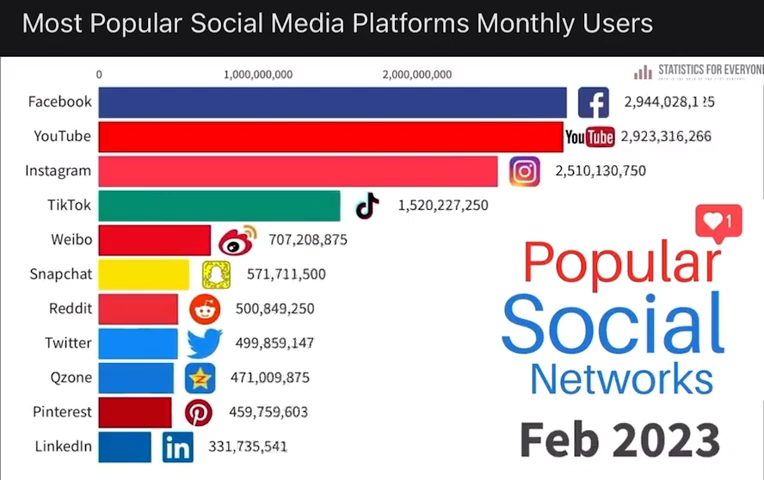 Most Popular Social Media Platforms Monthly Users
0 1,000,000,000 2,000,000,000
STATISTICS FOR EVERYONE
Facebook f
YouTube YouTube 2,923,316,266
Instagram 2,510,130,750
TikTok 1,520,227,250
1
Weibo 707,208,875
Popular
Snapchat 571,711,500
Social
Reddit 500,849,250
Twitter 499,859,147
Networks
Qzone 471,009,875
Pinterest 459,759,603
Feb 2023
LinkedIn in 331,735,541